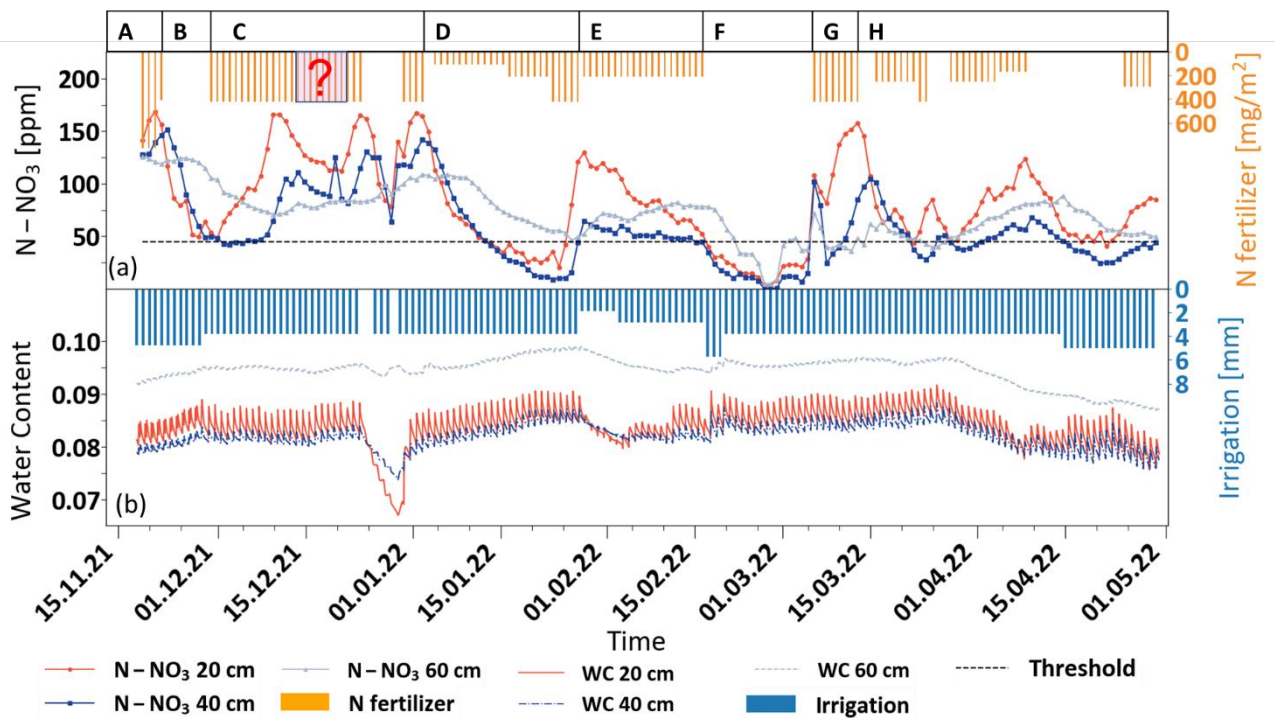 A B C D E F G H
200
150
100
50
N – NO₃ [ppm]
(a)
?
0
200
400
600
N fertilizer [mg/m²]
0.10
0.09
0.08
0.07
Water Content
(b)
0
2
4
6
8
Irrigation [mm]
15.11.21 01.12.21 15.12.21 01.01.22 15.01.22 01.02.22 15.02.22 01.03.22 15.03.22 01.04.22 15.04.22 01.05.22
Time
N – NO₃ 20 cm N – NO₃ 60 cm WC 20 cm WC 60 cm Threshold
N – NO₃ 40 cm N fertilizer WC 40 cm Irrigation